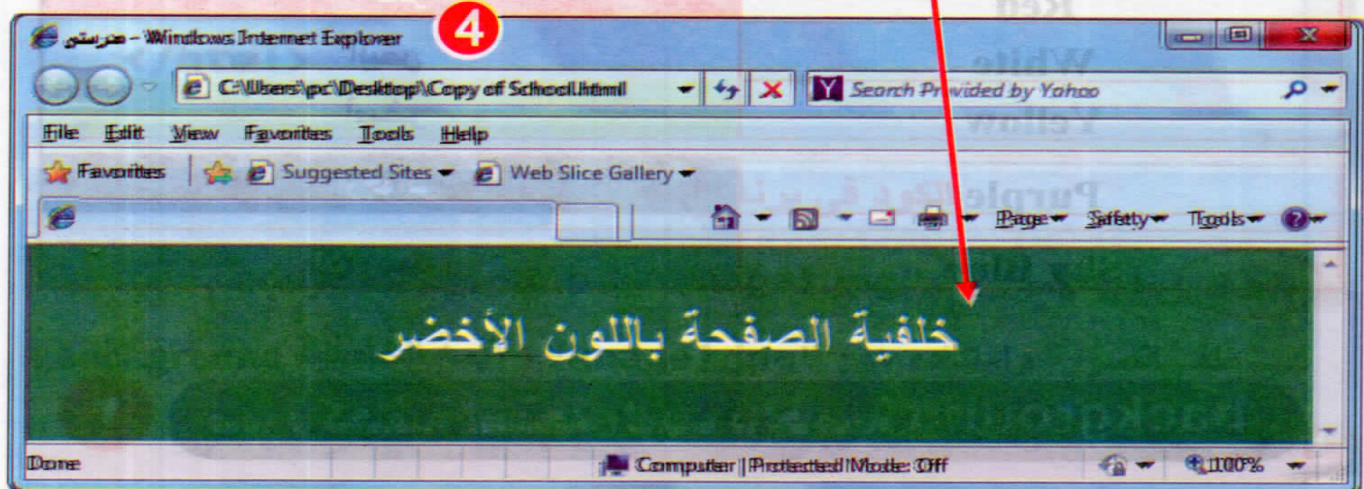 4
مدرستى - Windows Internet Explorer
C:\Users\pc\Desktop\Copy of School.html Search Provided by Yahoo
File Edit View Favorites Tools Help
Favorites Suggested Sites Web Slice Gallery
Page Safety Tools
خلفية الصفحة باللون الأخضر
Done Computer | Protected Mode: Off 100%